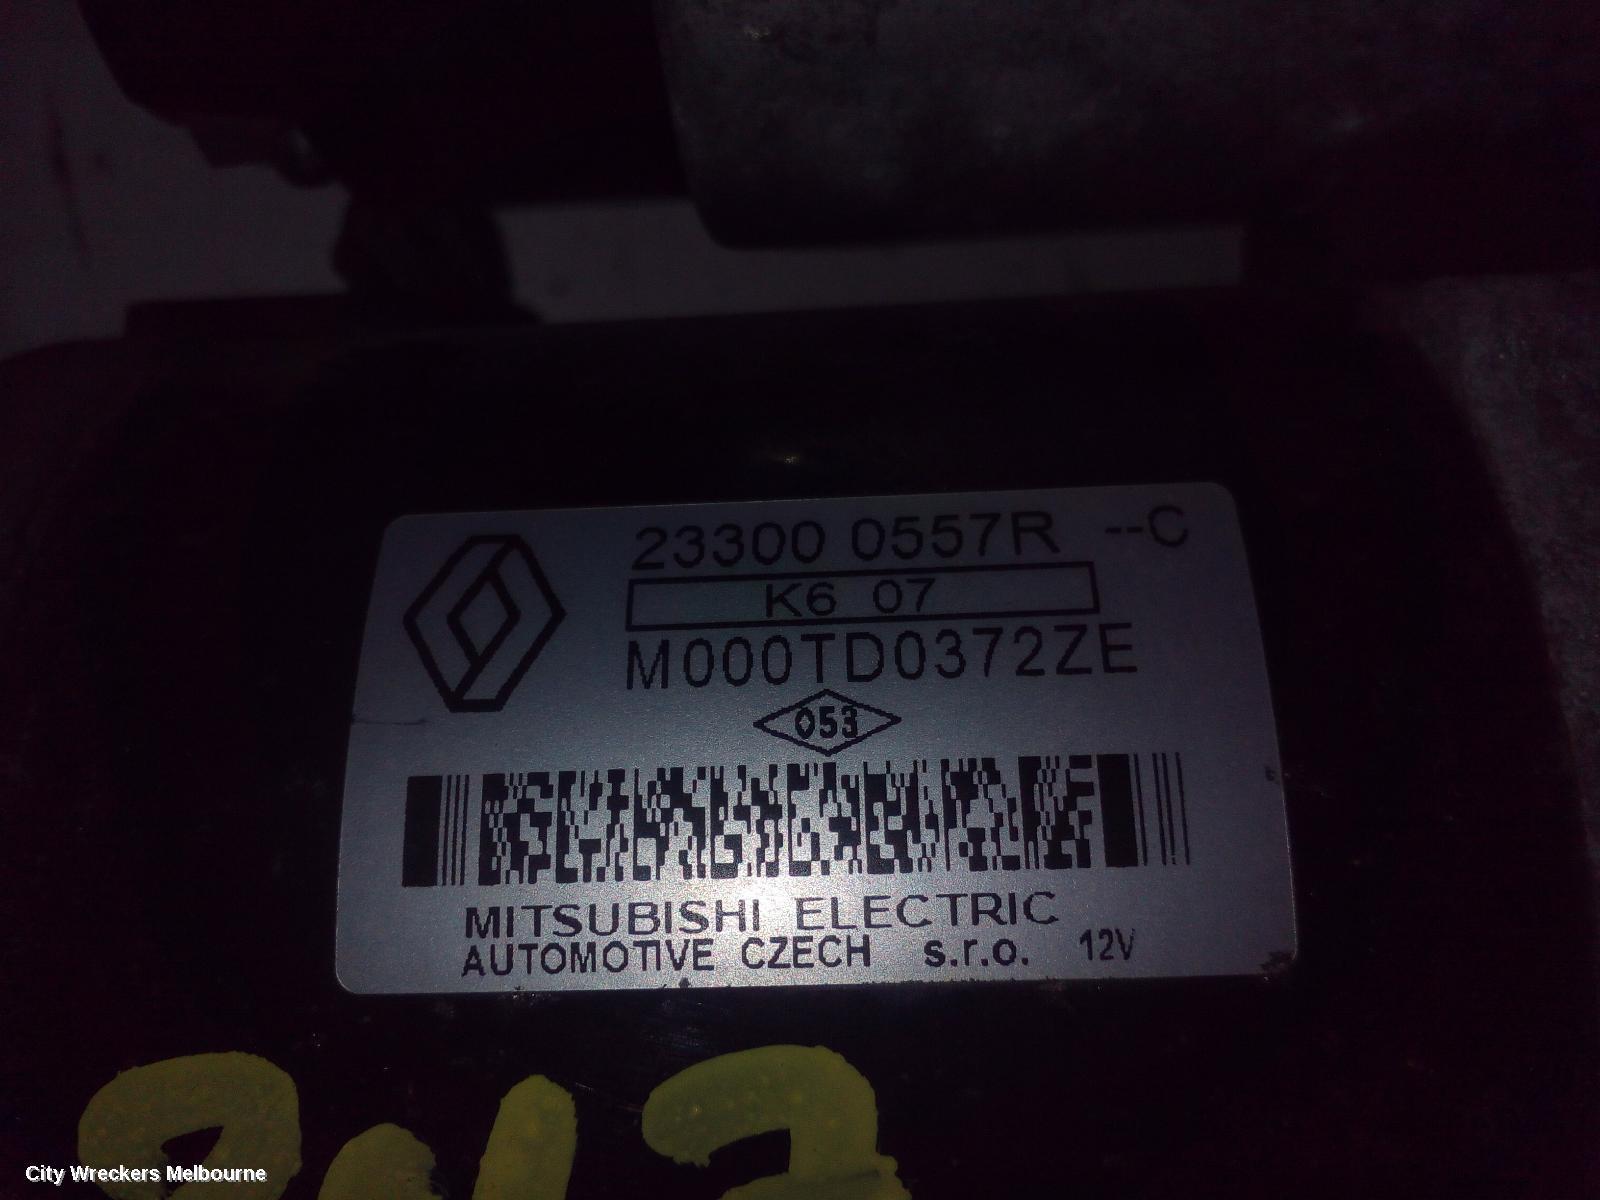 23300 0557R --C
K6 07
M000TD0372ZE
053
MITSUBISHI ELECTRIC
AUTOMOTIVE CZECH s.r.o. 12V
City Wreckers Melbourne